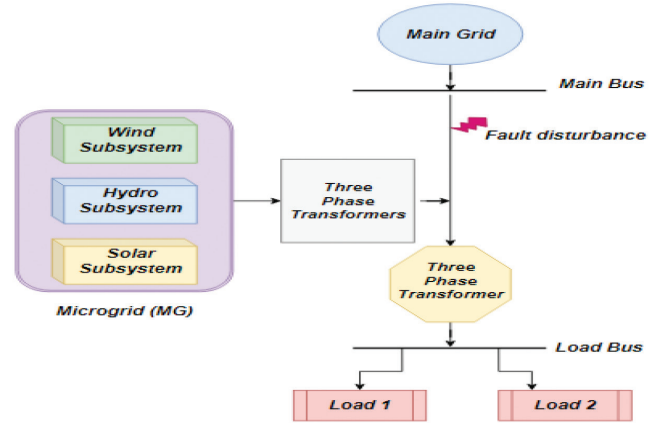 Main Grid
Main Bus
Fault disturbance
Wind
Subsystem
Hydro
Subsystem
Solar
Subsystem
Microgrid (MG)
Three
Phase
Transformers
Three
Phase
Transformer
Load Bus
Load 1
Load 2